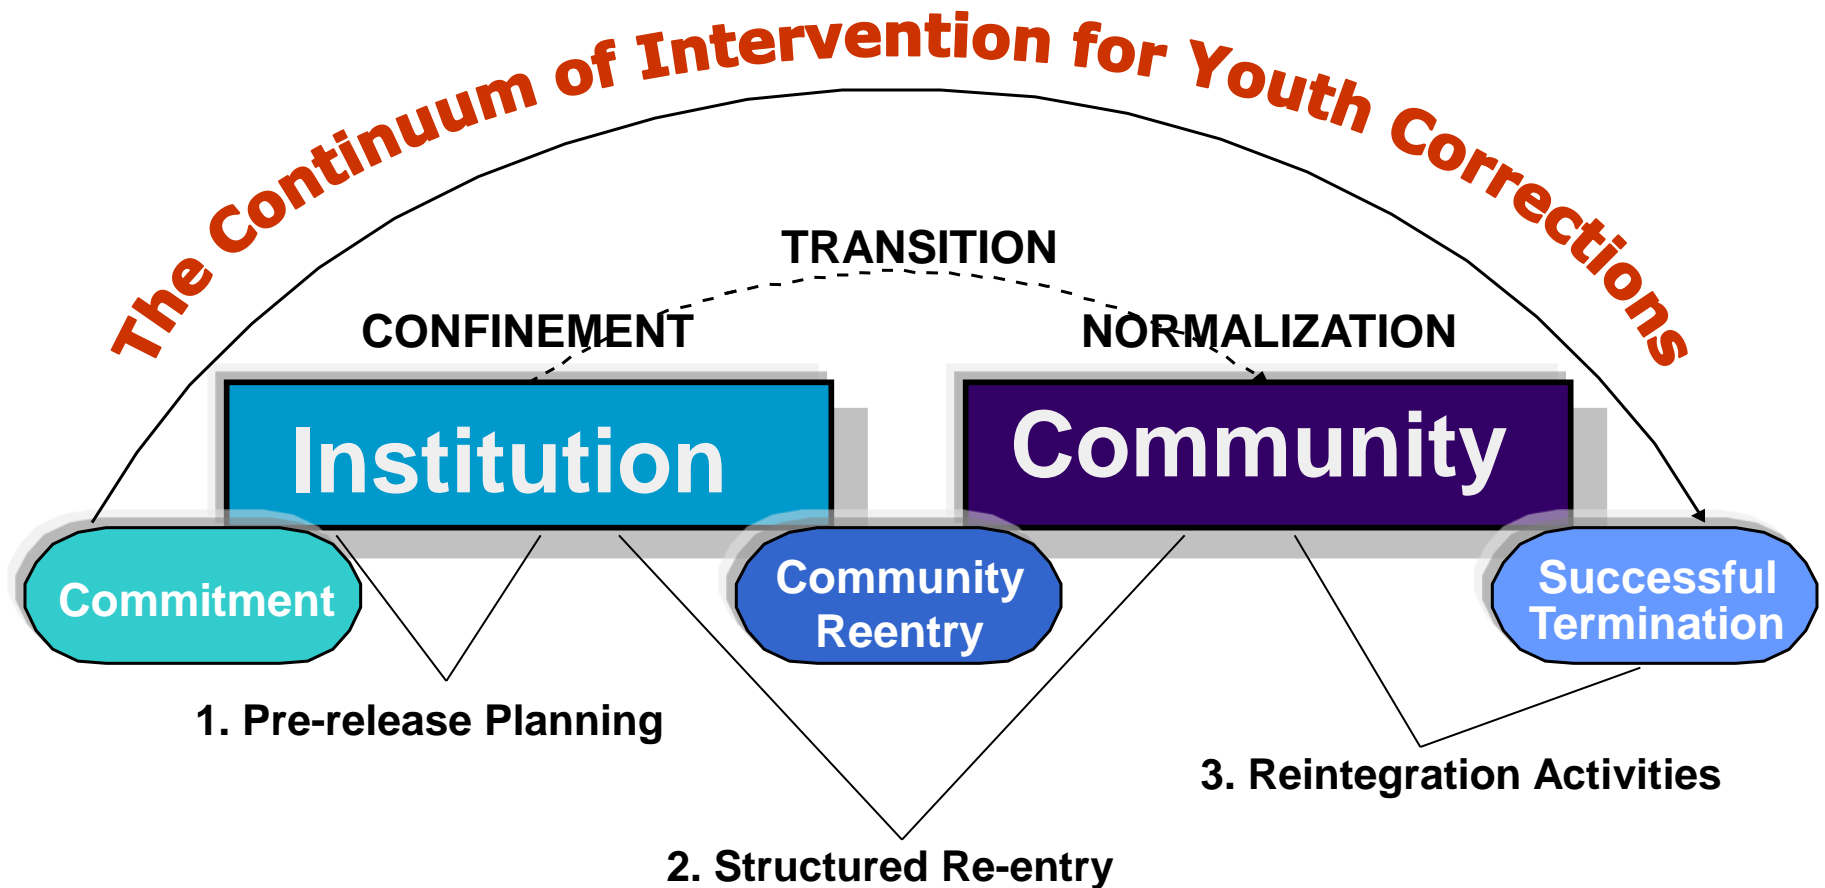 The Continuum of Intervention for Youth Corrections
TRANSITION
CONFINEMENT
NORMALIZATION
Institution
Community
Commitment
Community
Reentry
Successful
Termination
1. Pre-release Planning
3. Reintegration Activities
2. Structured Re-entry